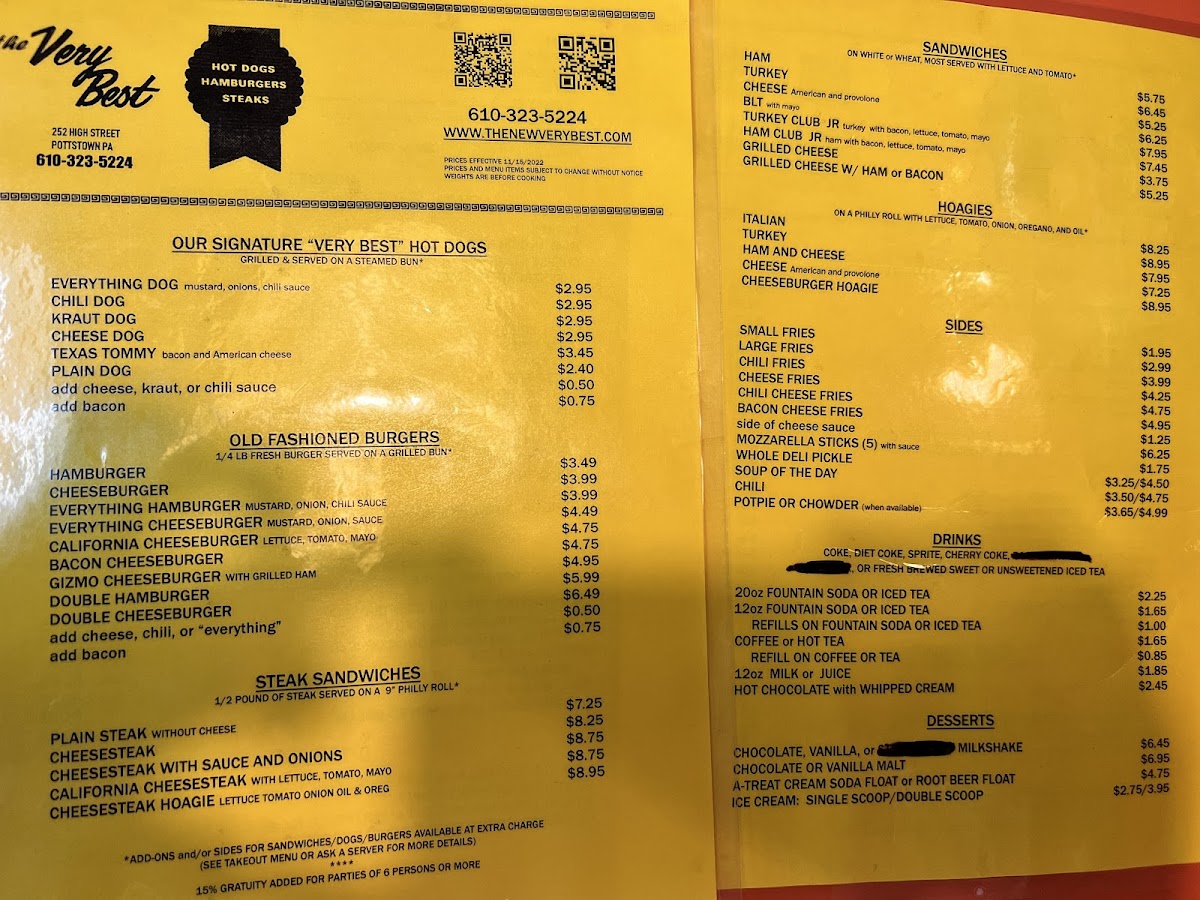 the Very
Best
252 HIGH STREET
POTTSTOWN PA
610-323-5224
HOT DOGS
HAMBURGERS
STEAKS
610-323-5224
WWW.THENEWVERYBEST.COM
PRICES EFFECTIVE 11/15/2022
PRICES AND MENU ITEMS SUBJECT TO CHANGE WITHOUT NOTICE
WEIGHTS ARE BEFORE COOKING
OUR SIGNATURE "VERY BEST" HOT DOGS
GRILLED & SERVED ON A STEAMED BUN*
EVERYTHING DOG mustard, onions, chili sauce $2.95
CHILI DOG $2.95
KRAUT DOG $2.95
CHEESE DOG $2.95
TEXAS TOMMY bacon and American cheese $3.45
PLAIN DOG $2.40
add cheese, kraut, or chili sauce $0.50
add bacon $0.75
OLD FASHIONED BURGERS
1/4 LB FRESH BURGER SERVED ON A GRILLED BUN*
HAMBURGER $3.49
CHEESEBURGER $3.99
EVERYTHING HAMBURGER MUSTARD, ONION, CHILI SAUCE $3.99
EVERYTHING CHEESEBURGER MUSTARD, ONION, SAUCE $4.49
CALIFORNIA CHEESEBURGER LETTUCE, TOMATO, MAYO $4.75
BACON CHEESEBURGER $4.75
GIZMO CHEESEBURGER WITH GRILLED HAM $4.95
DOUBLE HAMBURGER $5.99
DOUBLE CHEESEBURGER $6.49
add cheese, chili, or "everything" $0.50
add bacon $0.75
STEAK SANDWICHES
1/2 POUND OF STEAK SERVED ON A 9" PHILLY ROLL*
PLAIN STEAK WITHOUT CHEESE $7.25
CHEESESTEAK $8.25
CHEESESTEAK WITH SAUCE AND ONIONS $8.75
CALIFORNIA CHEESESTEAK WITH LETTUCE, TOMATO, MAYO $8.75
CHEESESTEAK HOAGIE LETTUCE TOMATO ONION OIL & OREG $8.95
*ADD-ONS and/or SIDES FOR SANDWICHES/DOGS/BURGERS AVAILABLE AT EXTRA CHARGE
(SEE TAKEOUT MENU OR ASK A SERVER FOR MORE DETAILS)
****
15% GRATUITY ADDED FOR PARTIES OF 6 PERSONS OR MORE
SANDWICHES
ON WHITE or WHEAT, MOST SERVED WITH LETTUCE AND TOMATO*
HAM $5.75
TURKEY $6.45
CHEESE American and provolone $5.25
BLT with mayo $6.25
TURKEY CLUB JR turkey with bacon, lettuce, tomato, mayo $7.95
HAM CLUB JR ham with bacon, lettuce, tomato, mayo $7.45
GRILLED CHEESE $3.75
GRILLED CHEESE W/ HAM or BACON $5.25
HOAGIES
ON A PHILLY ROLL WITH LETTUCE, TOMATO, ONION, OREGANO, AND OIL*
ITALIAN $8.25
TURKEY $8.95
HAM AND CHEESE $7.95
CHEESE American and provolone $7.25
CHEESEBURGER HOAGIE $8.95
SIDES
SMALL FRIES $1.95
LARGE FRIES $2.99
CHILI FRIES $3.99
CHEESE FRIES $4.25
CHILI CHEESE FRIES $4.75
BACON CHEESE FRIES $4.95
side of cheese sauce $1.25
MOZZARELLA STICKS (5) with sauce $6.25
WHOLE DELI PICKLE $1.75
SOUP OF THE DAY $3.25/$4.50
CHILI $3.50/$4.75
POTPIE OR CHOWDER (when available) $3.65/$4.99
DRINKS
COKE, DIET COKE, SPRITE, CHERRY COKE,
, OR FRESH BREWED SWEET OR UNSWEETENED ICED TEA
20oz FOUNTAIN SODA OR ICED TEA $2.25
12oz FOUNTAIN SODA OR ICED TEA $1.65
REFILLS ON FOUNTAIN SODA OR ICED TEA $1.00
COFFEE or HOT TEA $1.65
REFILL ON COFFEE OR TEA $0.85
12oz MILK or JUICE $1.85
HOT CHOCOLATE with WHIPPED CREAM $2.45
DESSERTS
CHOCOLATE, VANILLA, or MILKSHAKE $6.45
CHOCOLATE OR VANILLA MALT $6.95
A-TREAT CREAM SODA FLOAT or ROOT BEER FLOAT $4.75
ICE CREAM: SINGLE SCOOP/DOUBLE SCOOP $2.75/3.95